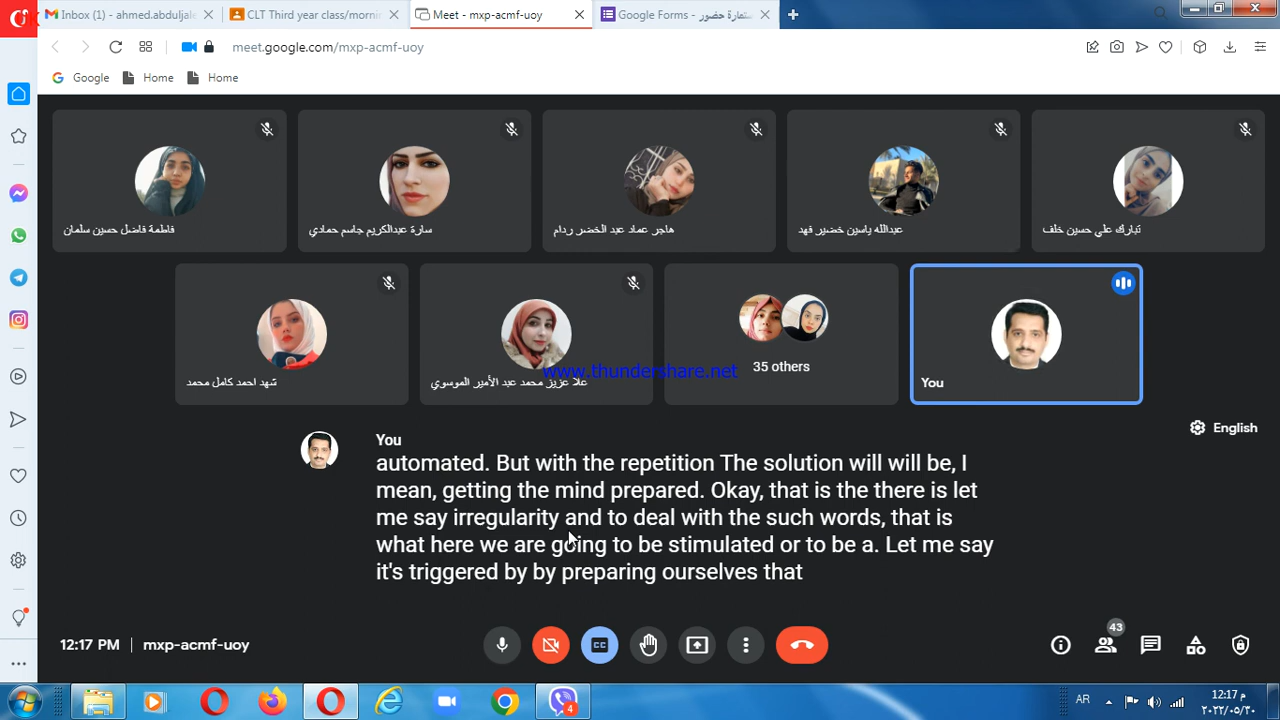 Inbox (1) - ahmed.abduljale
CLT Third year class/mornin
Meet - mxp-acmf-uoy
Google Forms - استمارة حضور
meet.google.com/mxp-acmf-uoy
Google
Home
Home
فاطمة فاضل حسين سلمان
سارة عبدالكريم جاسم حمادي
هاجر عماد عبد الخضر ردام
عبدالله ياسين خضير فهد
تبارك علي حسين خلف
شهد احمد كامل محمد
علا عزيز محمد عبد الأمير الموسوي
www.thundershare.net
35 others
You
English
You
automated. But with the repetition The solution will will be, I
mean, getting the mind prepared. Okay, that is the there is let
me say irregularity and to deal with the such words, that is
what here we are going to be stimulated or to be a. Let me say
it's triggered by by preparing ourselves that
12:17 PM | mxp-acmf-uoy
CC
43
4
AR
12:17 م
٢٠٢٢/٠٥/٣٠